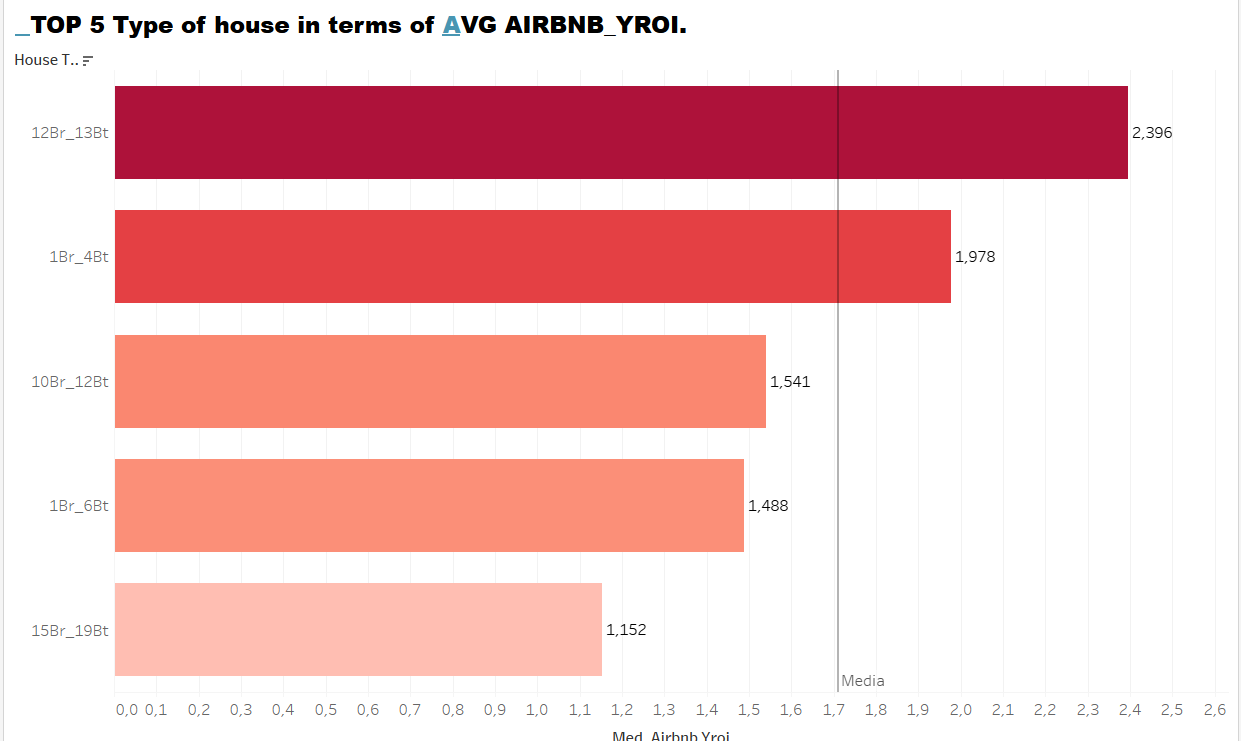 _TOP 5 Type of house in terms of AVG AIRBNB_YROI.
House T..
12Br_13Bt
2,396
1Br_4Bt
1,978
10Br_12Bt
1,541
1Br_6Bt
1,488
15Br_19Bt
1,152
Media
0,0 0,1 0,2 0,3 0,4 0,5 0,6 0,7 0,8 0,9 1,0 1,1 1,2 1,3 1,4 1,5 1,6 1,7 1,8 1,9 2,0 2,1 2,2 2,3 2,4 2,5 2,6
Med. Airbnb Yroi